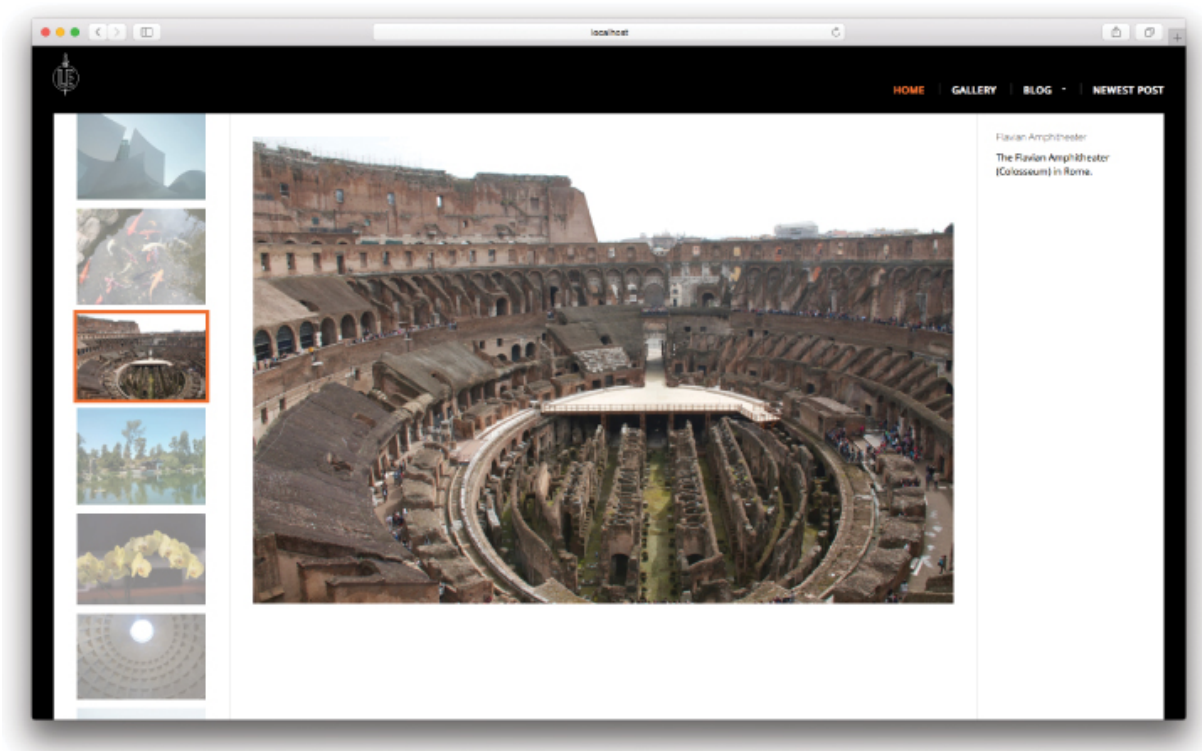 localhost
HOME GALLERY BLOG NEWEST POST
Flavian Amphitheater
The Flavian Amphitheater
(Colosseum) in Rome.